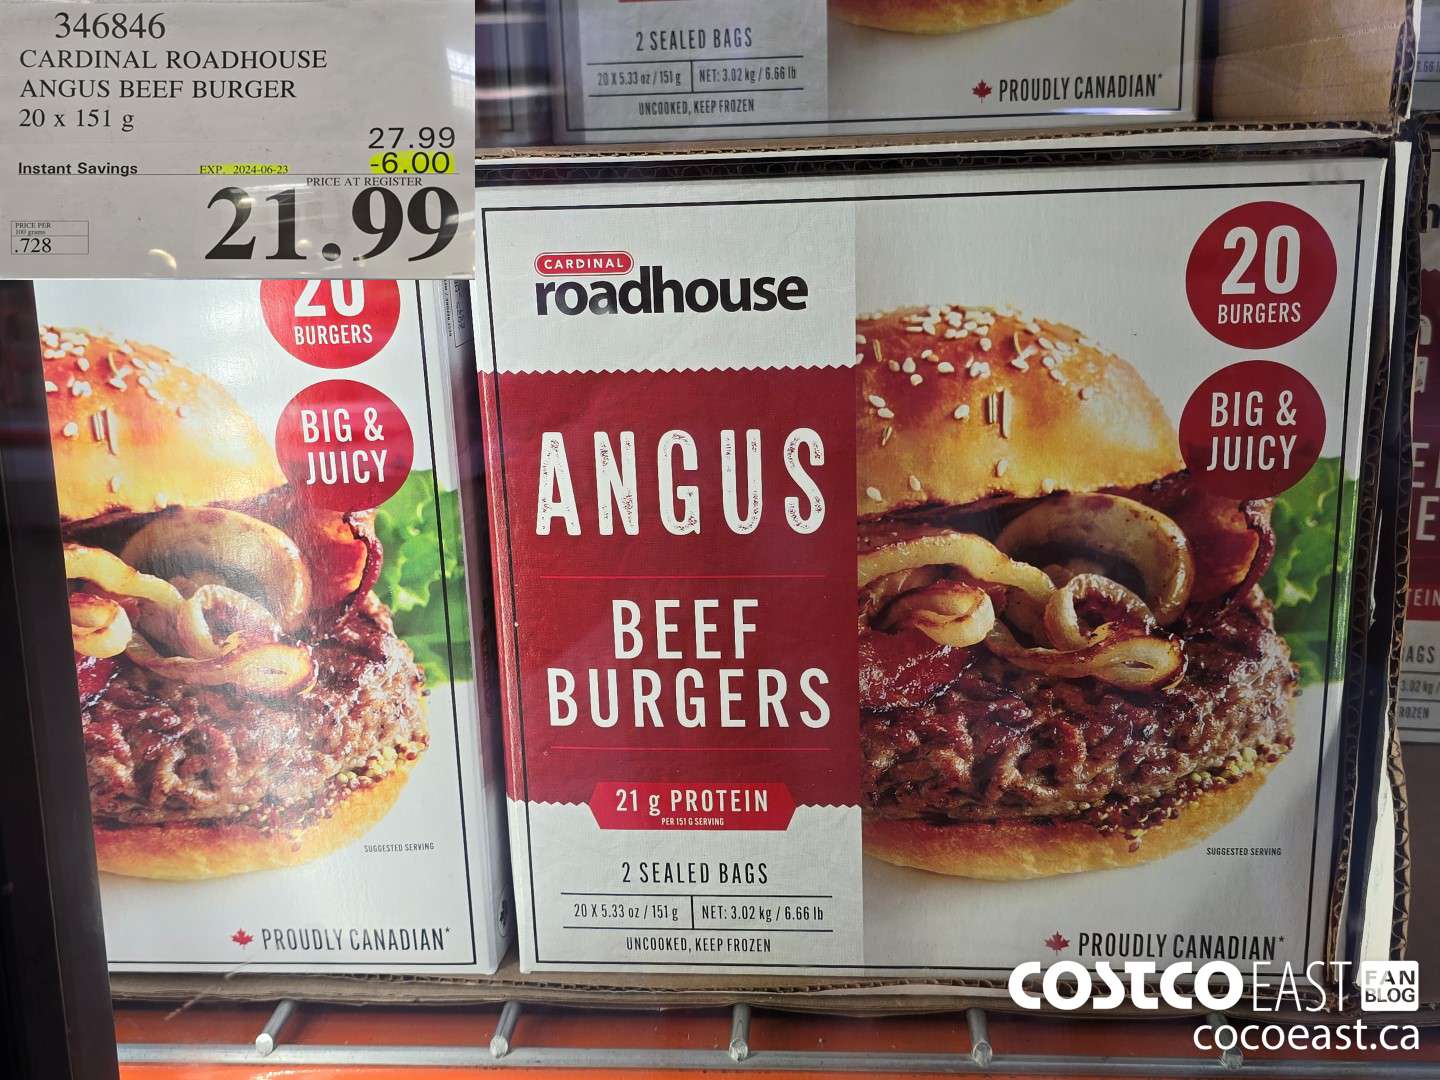 346846
CARDINAL ROADHOUSE
ANGUS BEEF BURGER
20 x 151 g
27.99
Instant Savings EXP. 2024-06-23 -6.00
PRICE AT REGISTER
21.99
PRICE PER
100 grams
.728
2 SEALED BAGS
20 X 5.33 oz / 151 g NET: 3.02 kg / 6.66 lb
UNCOOKED, KEEP FROZEN
PROUDLY CANADIAN*
20
BURGERS
BIG &
JUICY
SUGGESTED SERVING
PROUDLY CANADIAN*
CARDINAL
roadhouse
ANGUS
BEEF
BURGERS
21 g PROTEIN
PER 151 G SERVING
2 SEALED BAGS
20 X 5.33 oz / 151 g NET: 3.02 kg / 6.66 lb
UNCOOKED, KEEP FROZEN
20
BURGERS
BIG &
JUICY
SUGGESTED SERVING
PROUDLY CANADIAN*
COSTCO EAST FAN
BLOG
cocoeast.ca